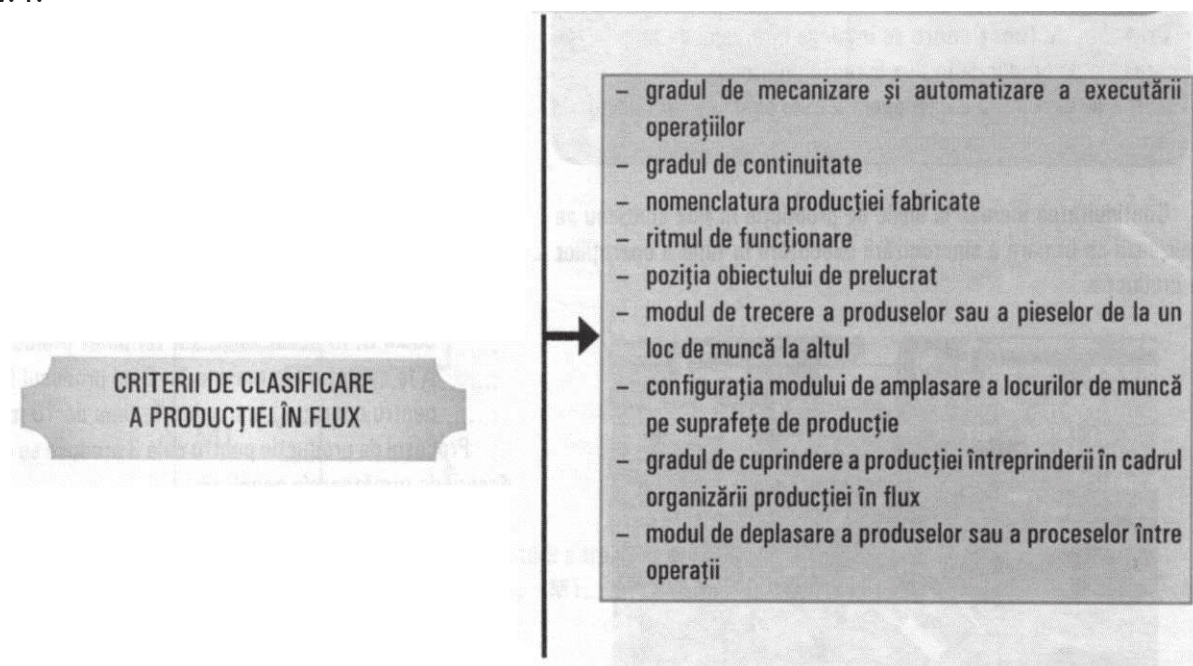 CRITERII DE CLASIFICARE
A PRODUCȚIEI ÎN FLUX
– gradul de mecanizare și automatizare a executării
operațiilor
– gradul de continuitate
– nomenclatura producției fabricate
– ritmul de funcționare
– poziția obiectului de prelucrat
– modul de trecere a produselor sau a pieselor de la un
loc de muncă la altul
– configurația modului de amplasare a locurilor de muncă
pe suprafețe de producție
– gradul de cuprindere a producției întreprinderii în cadrul
organizării producției în flux
– modul de deplasare a produselor sau a proceselor între
operații